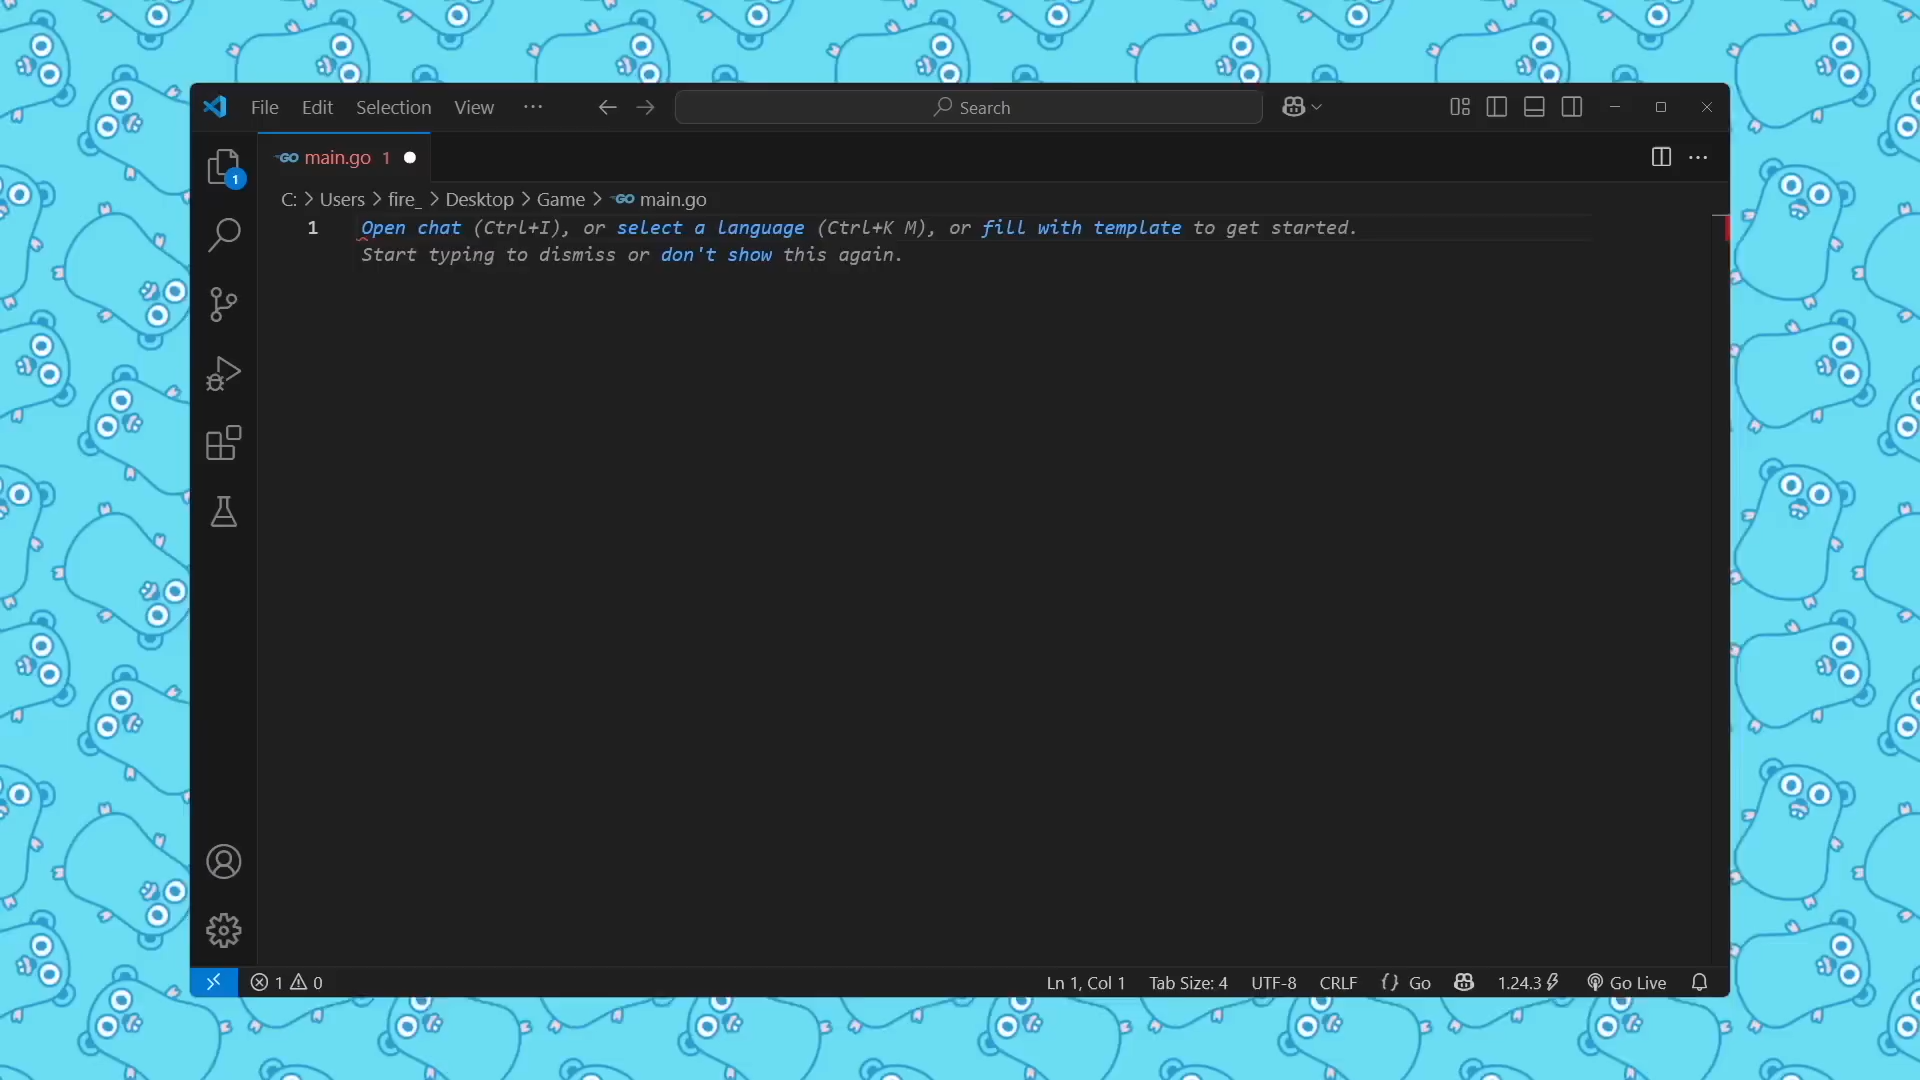 File Edit Selection View ··· Search
GO main.go 1
C: > Users > fire_ > Desktop > Game > GO main.go
1 Open chat (Ctrl+I), or select a language (Ctrl+K M), or fill with template to get started.
Start typing to dismiss or don't show this again.
1
1 0 Ln 1, Col 1 Tab Size: 4 UTF-8 CRLF {} Go 1.24.3 Go Live